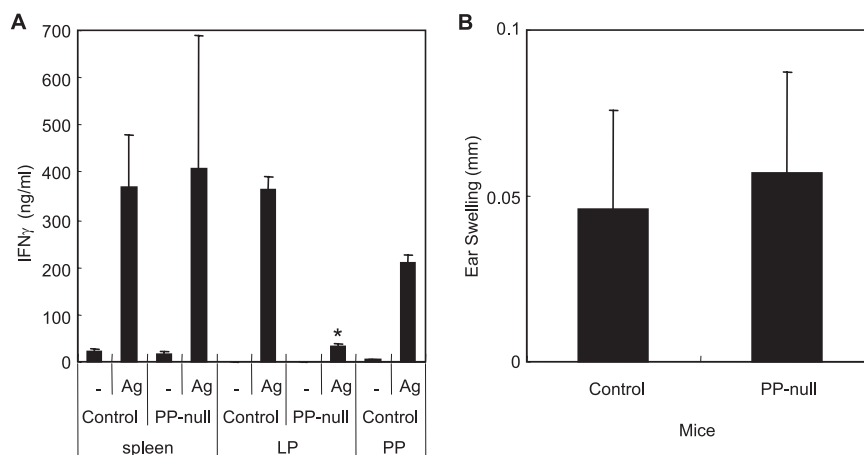 A
B
700
600
500
400
300
200
100
0
IFNγ (ng/ml)
*
- Ag - Ag - Ag - Ag - Ag
Control PP-null Control PP-null Control
spleen LP PP
0.1
0.05
0
Ear Swelling (mm)
Control PP-null
Mice